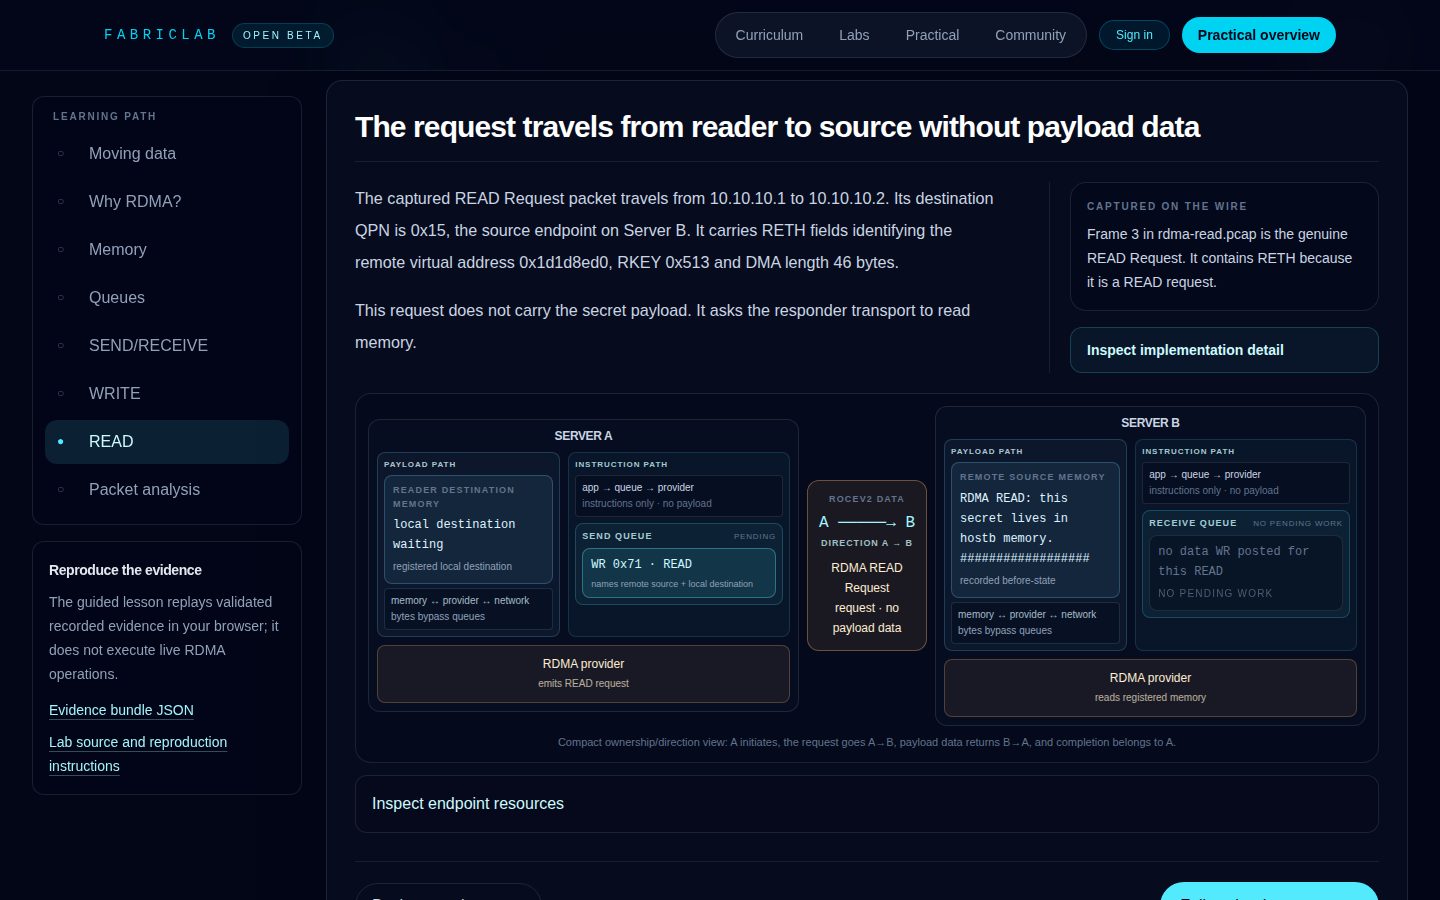 FABRICLAB
OPEN BETA
Curriculum
Labs
Practical
Community
Sign in
Practical overview
LEARNING PATH
Moving data
Why RDMA?
Memory
Queues
SEND/RECEIVE
WRITE
READ
Packet analysis
Reproduce the evidence
The guided lesson replays validated
recorded evidence in your browser; it
does not execute live RDMA
operations.
Evidence bundle JSON
Lab source and reproduction
instructions
The request travels from reader to source without payload data
The captured READ Request packet travels from 10.10.10.1 to 10.10.10.2. Its destination
QPN is 0x15, the source endpoint on Server B. It carries RETH fields identifying the
remote virtual address 0x1d1d8ed0, RKEY 0x513 and DMA length 46 bytes.
This request does not carry the secret payload. It asks the responder transport to read
memory.
CAPTURED ON THE WIRE
Frame 3 in rdma-read.pcap is the genuine
READ Request. It contains RETH because
it is a READ request.
Inspect implementation detail
SERVER A
PAYLOAD PATH
READER DESTINATION
MEMORY
local destination
waiting
registered local destination
memory ↔ provider ↔ network
bytes bypass queues
INSTRUCTION PATH
app → queue → provider
instructions only · no payload
SEND QUEUE
PENDING
WR 0x71 · READ
names remote source + local destination
RDMA provider
emits READ request
ROCEV2 DATA
A ──────→ B
DIRECTION A → B
RDMA READ
Request
request · no
payload data
SERVER B
PAYLOAD PATH
REMOTE SOURCE MEMORY
RDMA READ: this
secret lives in
hostb memory.
##################
recorded before-state
memory ↔ provider ↔ network
bytes bypass queues
INSTRUCTION PATH
app → queue → provider
instructions only · no payload
RECEIVE QUEUE
NO PENDING WORK
no data WR posted for
this READ
NO PENDING WORK
RDMA provider
reads registered memory
Compact ownership/direction view: A initiates, the request goes A→B, payload data returns B→A, and completion belongs to A.
Inspect endpoint resources